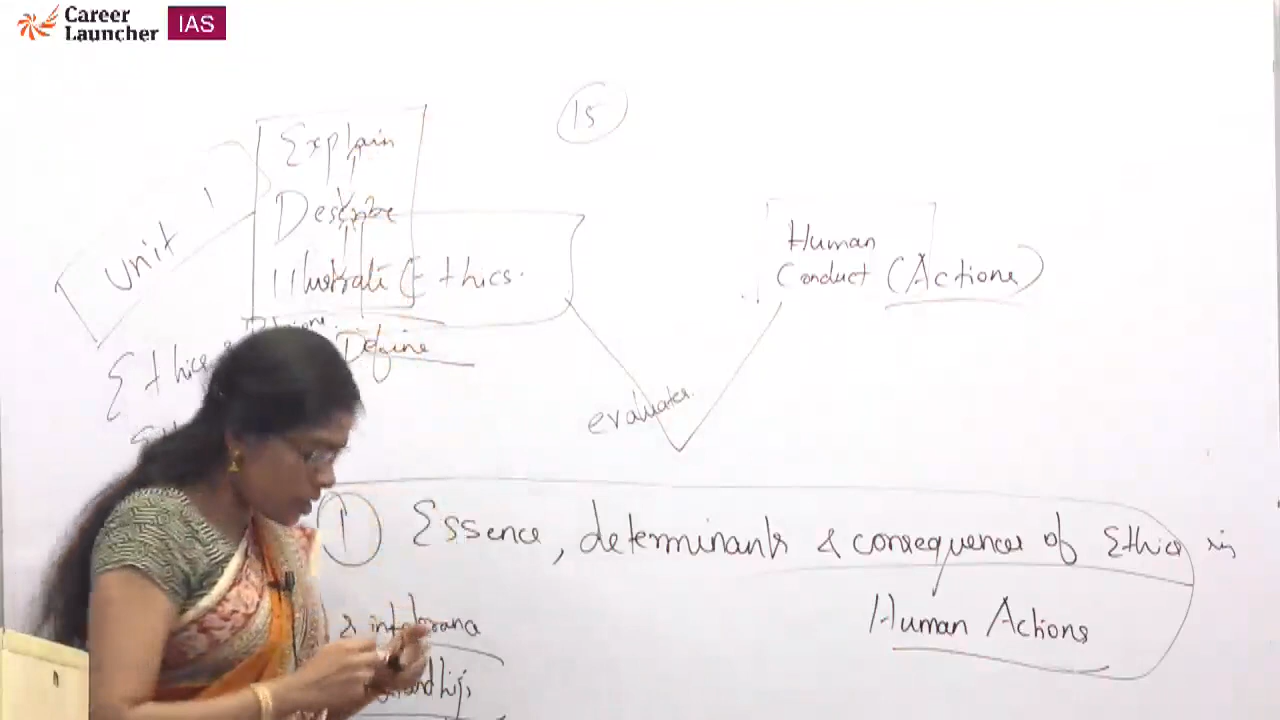 Career
Launcher
IAS
15
Unit 1
Explain
Describe
Illustrate Ethics.
Define
Ethics &
Human
Conduct (Actions)
evaluates.
1 Essence, determinants & consequences of Ethics in
Human Actions
&